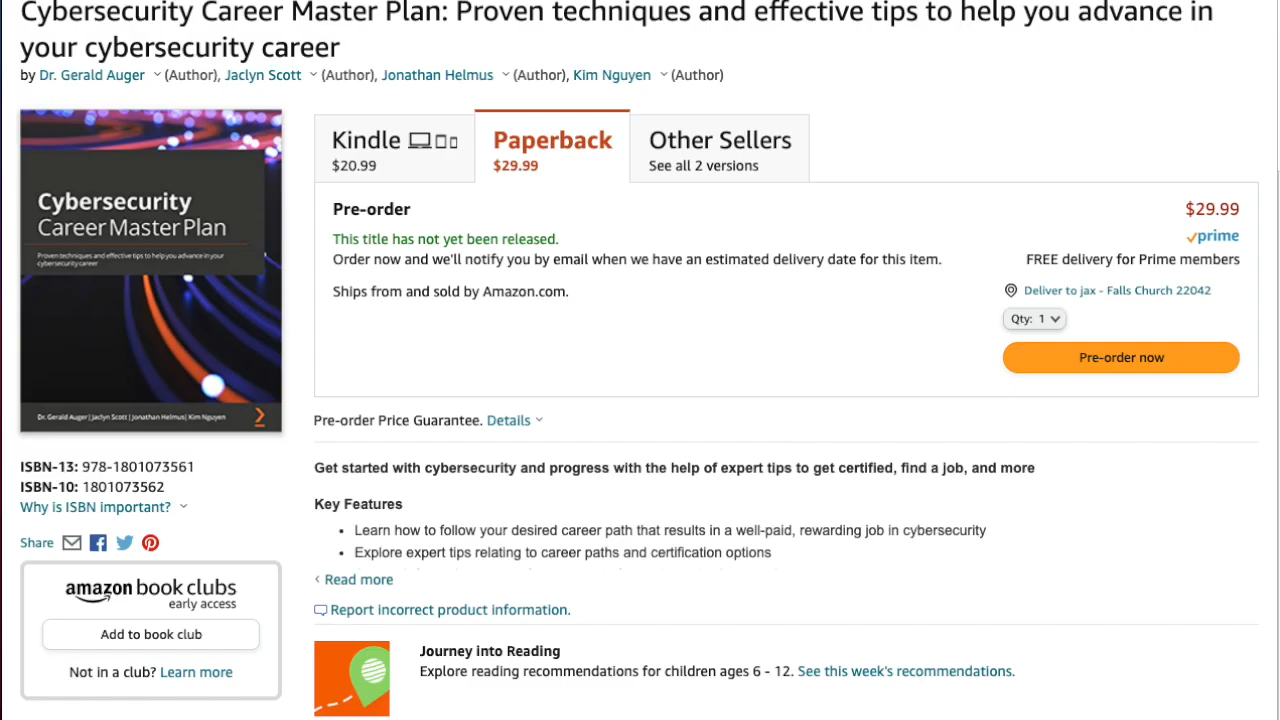 Cybersecurity Career Master Plan: Proven techniques and effective tips to help you advance in
your cybersecurity career
by Dr. Gerald Auger (Author), Jaclyn Scott (Author), Jonathan Helmus (Author), Kim Nguyen (Author)
Cybersecurity
Career Master Plan
Proven techniques and effective tips to help you advance in your
cybersecurity career
Dr. Gerald Auger | Jaclyn Scott | Jonathan Helmus | Kim Nguyen
Kindle
$20.99
Paperback
$29.99
Other Sellers
See all 2 versions
Pre-order
$29.99
This title has not yet been released.
prime
Order now and we'll notify you by email when we have an estimated delivery date for this item.
FREE delivery for Prime members
Ships from and sold by Amazon.com.
Deliver to jax - Falls Church 22042
Qty: 1
Pre-order now
Pre-order Price Guarantee. Details
ISBN-13: 978-1801073561
ISBN-10: 1801073562
Why is ISBN important?
Share
amazon book clubs
early access
Add to book club
Not in a club? Learn more
Get started with cybersecurity and progress with the help of expert tips to get certified, find a job, and more
Key Features
• Learn how to follow your desired career path that results in a well-paid, rewarding job in cybersecurity
• Explore expert tips relating to career paths and certification options
Read more
Report incorrect product information.
Journey into Reading
Explore reading recommendations for children ages 6 - 12. See this week's recommendations.